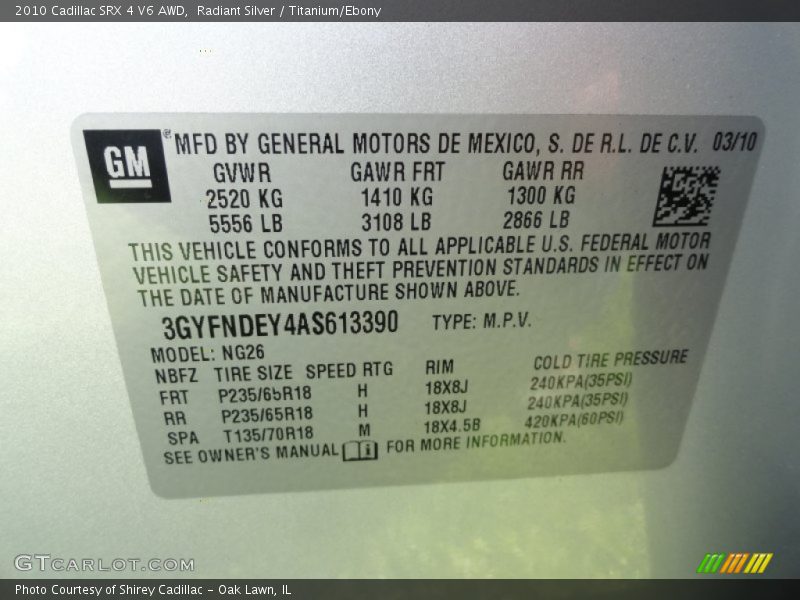 2010 Cadillac SRX 4 V6 AWD, Radiant Silver / Titanium/Ebony
GM ® MFD BY GENERAL MOTORS DE MEXICO, S. DE R.L. DE C.V. 03/10
GVWR GAWR FRT GAWR RR
2520 KG 1410 KG 1300 KG
5556 LB 3108 LB 2866 LB
THIS VEHICLE CONFORMS TO ALL APPLICABLE U.S. FEDERAL MOTOR
VEHICLE SAFETY AND THEFT PREVENTION STANDARDS IN EFFECT ON
THE DATE OF MANUFACTURE SHOWN ABOVE.
3GYFNDEY4AS613390 TYPE: M.P.V.
MODEL: NG26
NBFZ TIRE SIZE SPEED RTG RIM COLD TIRE PRESSURE
FRT P235/65R18 H 18X8J 240KPA(35PSI)
RR P235/65R18 H 18X8J 240KPA(35PSI)
SPA T135/70R18 M 18X4.5B 420KPA(60PSI)
SEE OWNER'S MANUAL i FOR MORE INFORMATION.
GTCARLOT.COM
Photo Courtesy of Shirey Cadillac - Oak Lawn, IL